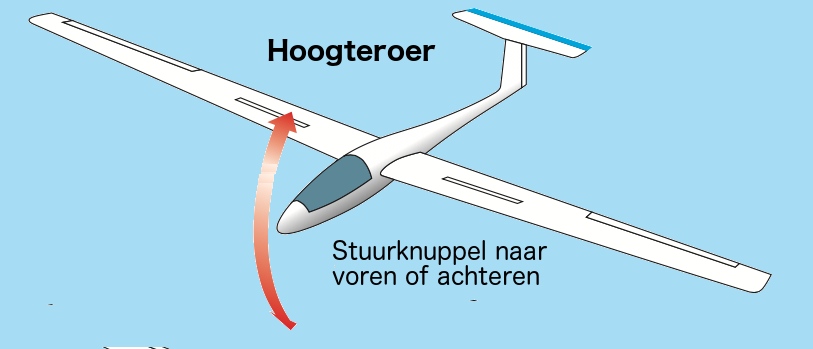 Hoogteroer
Stuurknuppel naar
voren of achteren